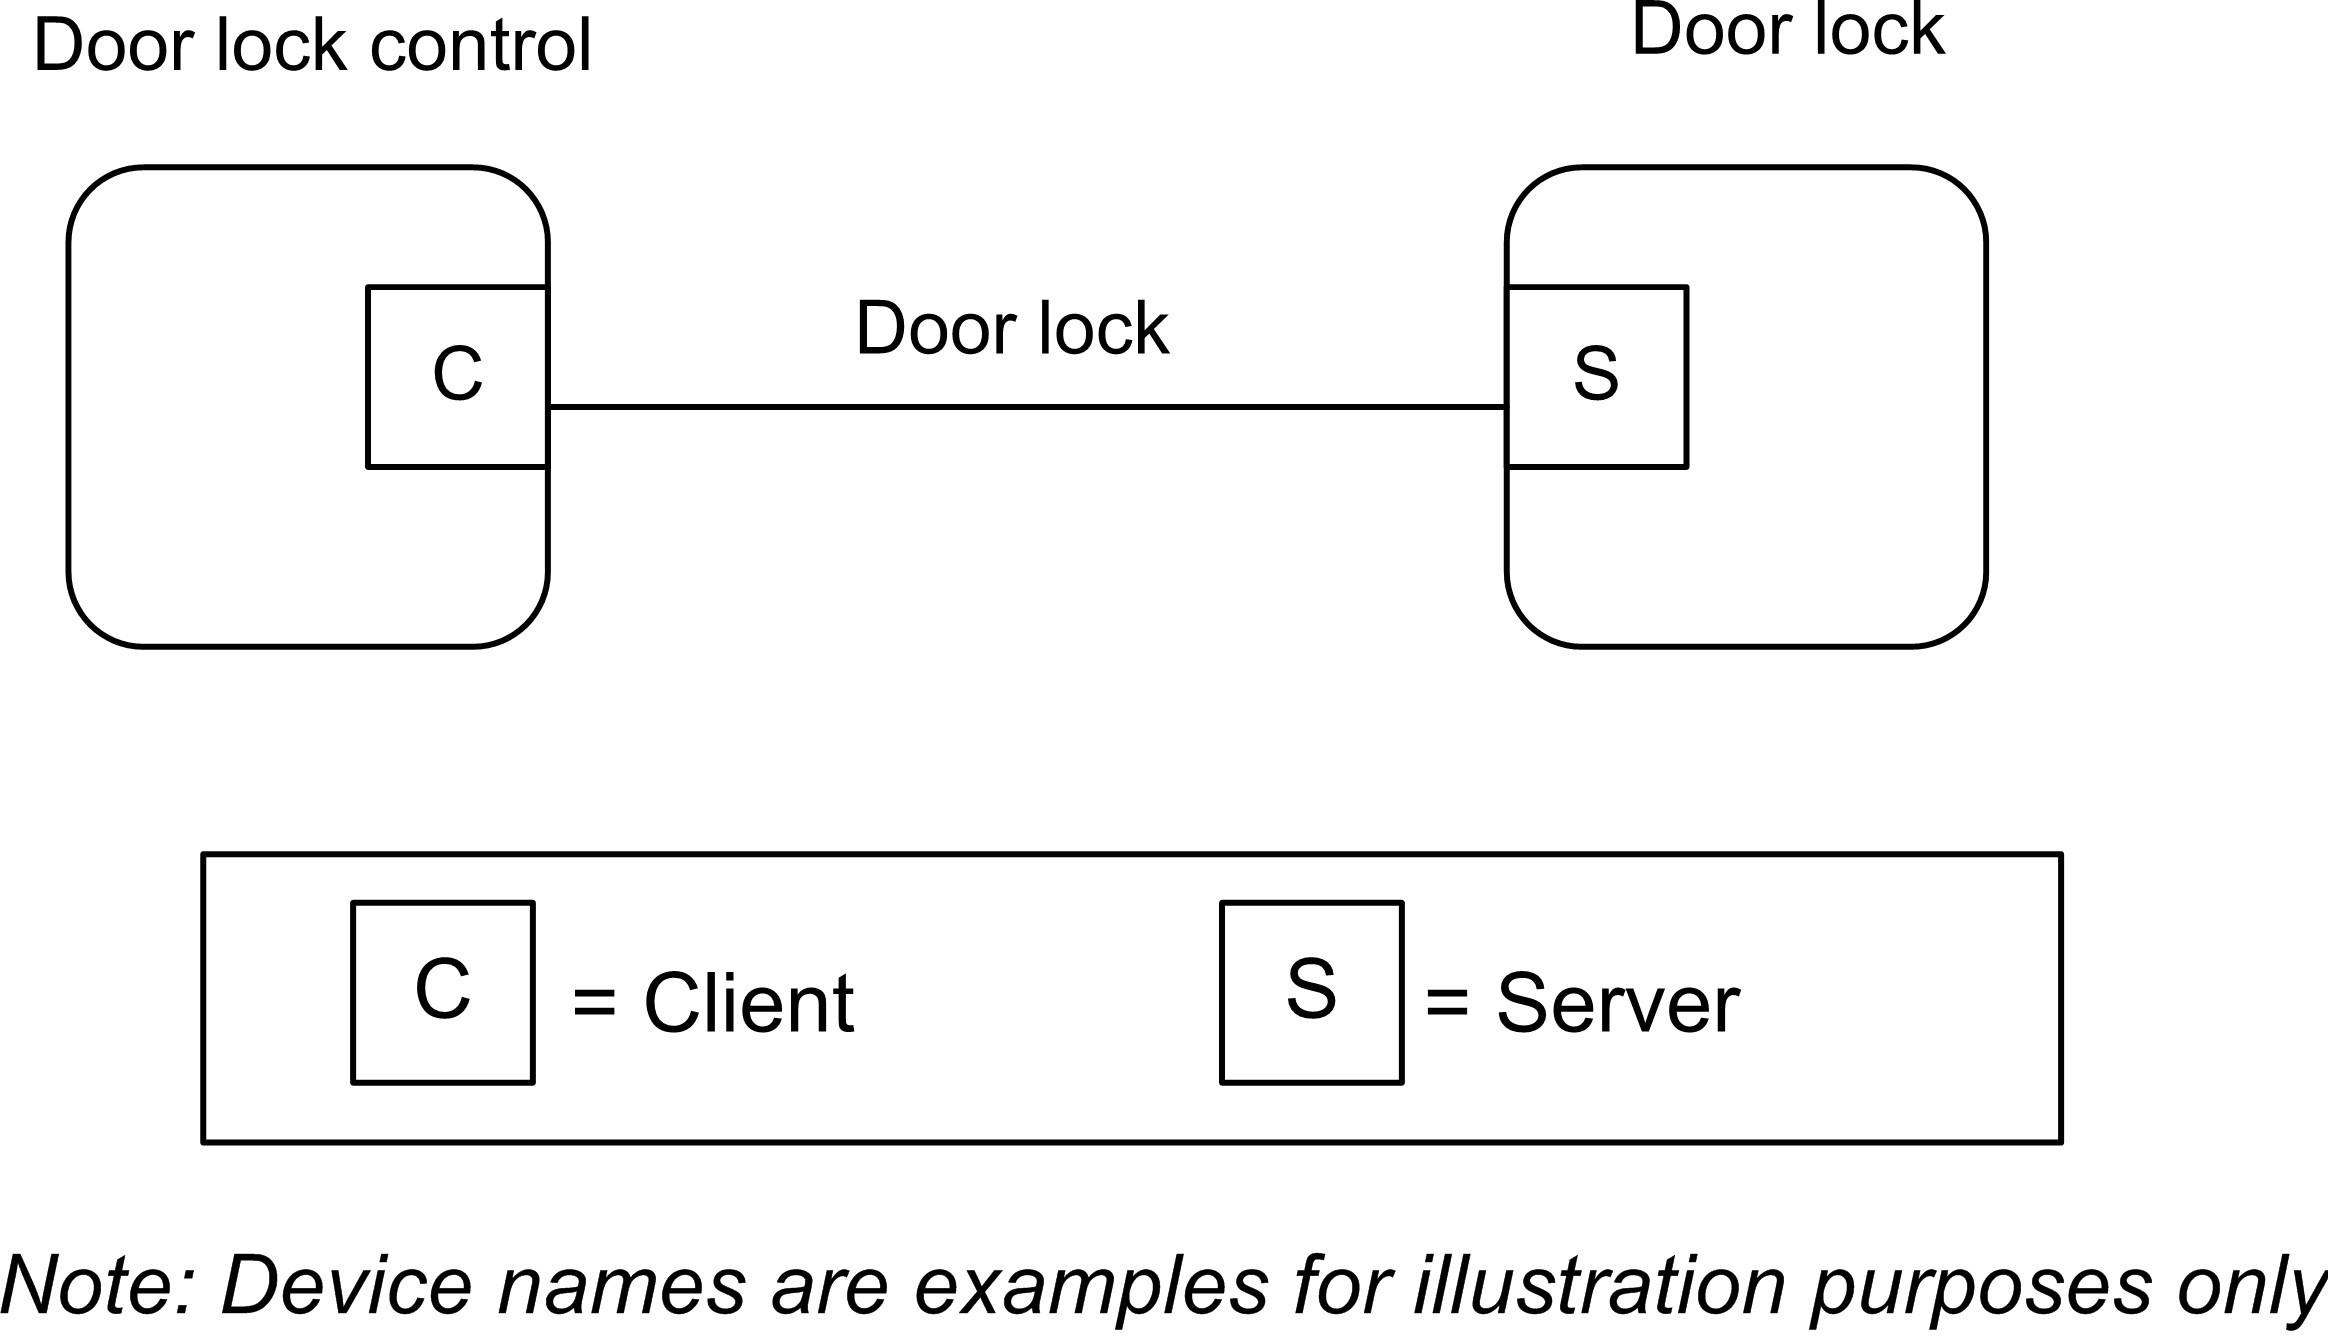 Door lock control
Door lock
Door lock
C
S
C = Client
S = Server
Note: Device names are examples for illustration purposes only